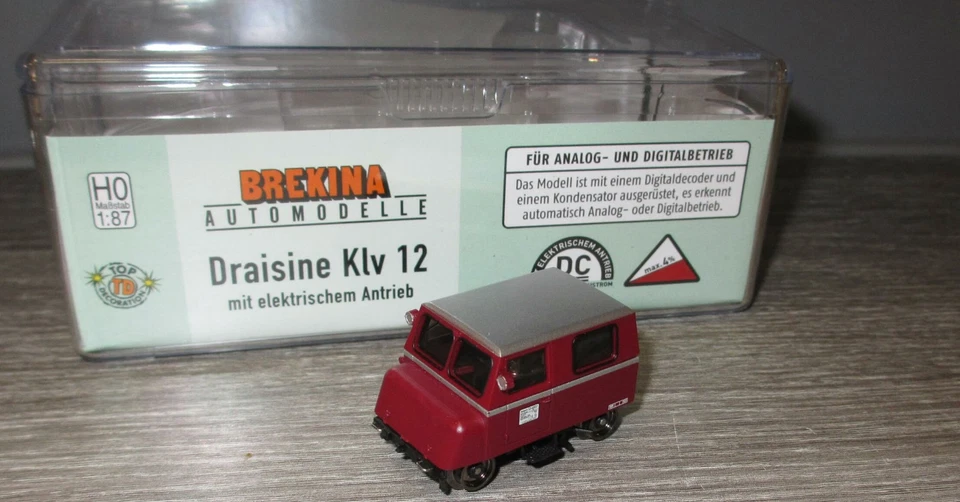 H0
Maßstab
1:87
TOP
TD
DECORATION
BREKINA
AUTOMODELLE
Draisine Klv 12
mit elektrischem Antrieb
FÜR ANALOG- UND DIGITALBETRIEB
Das Modell ist mit einem Digitaldecoder und
einem Kondensator ausgerüstet, es erkennt
automatisch Analog- oder Digitalbetrieb.
ELEKTRISCHEM ANTRIEB
DC
max. 4%